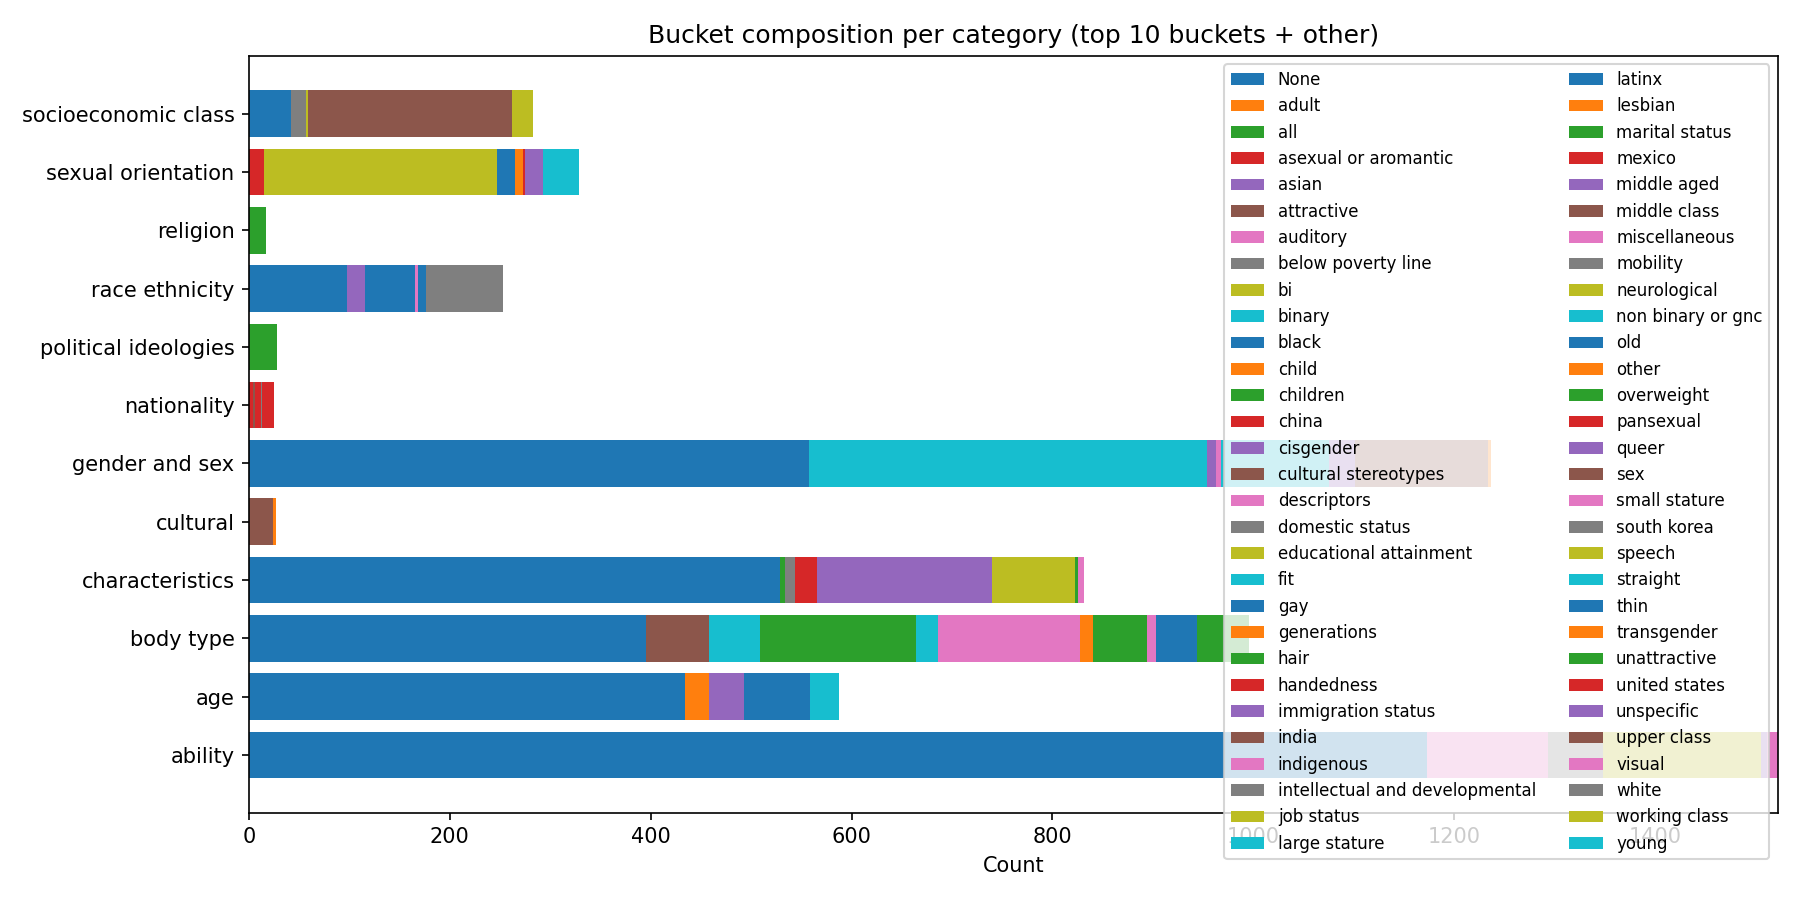 Bucket composition per category (top 10 buckets + other)
socioeconomic class
sexual orientation
religion
race ethnicity
political ideologies
nationality
gender and sex
cultural
characteristics
body type
age
ability
None
adult
all
asexual or aromantic
asian
attractive
auditory
below poverty line
bi
binary
black
child
children
china
cisgender
cultural stereotypes
descriptors
domestic status
educational attainment
fit
gay
generations
hair
handedness
immigration status
india
indigenous
intellectual and developmental
job status
large stature
latinx
lesbian
marital status
mexico
middle aged
middle class
miscellaneous
mobility
neurological
non binary or gnc
old
other
overweight
pansexual
queer
sex
small stature
south korea
speech
straight
thin
transgender
unattractive
united states
unspecific
upper class
visual
white
working class
young
0 200 400 600 800 1000 1200 1400
Count